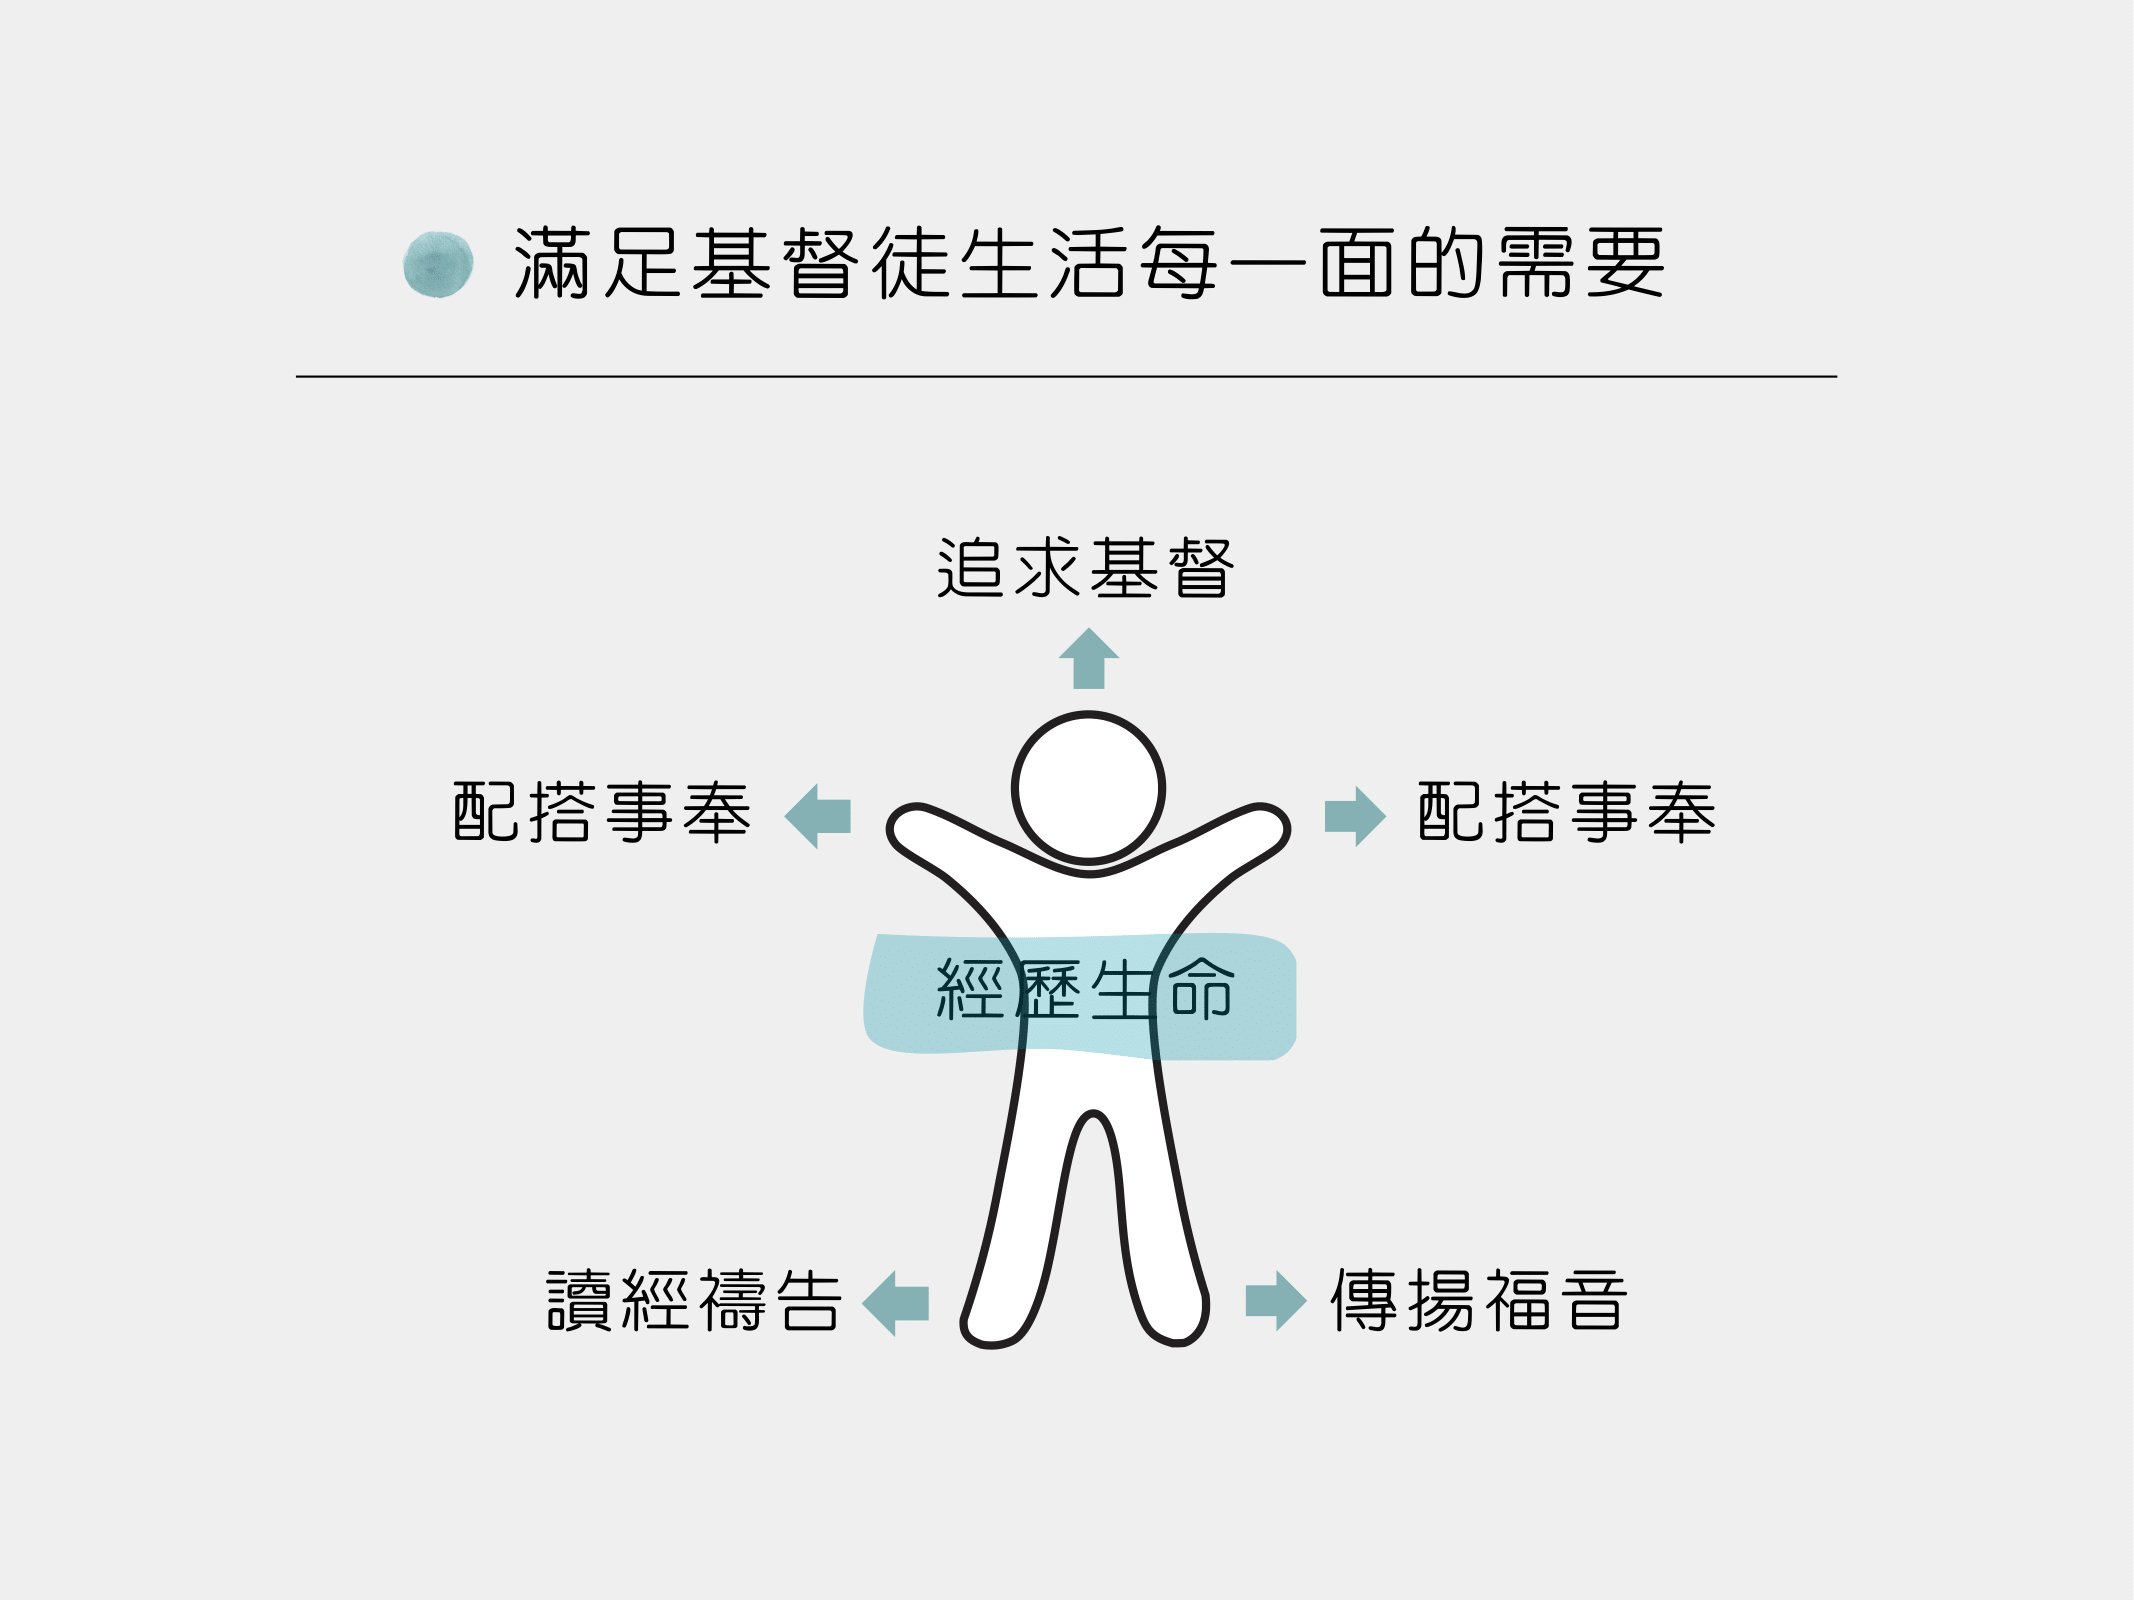 滿足基督徒生活每一面的需要
追求基督
配搭事奉
配搭事奉
經歷生命
讀經禱告
傳揚福音